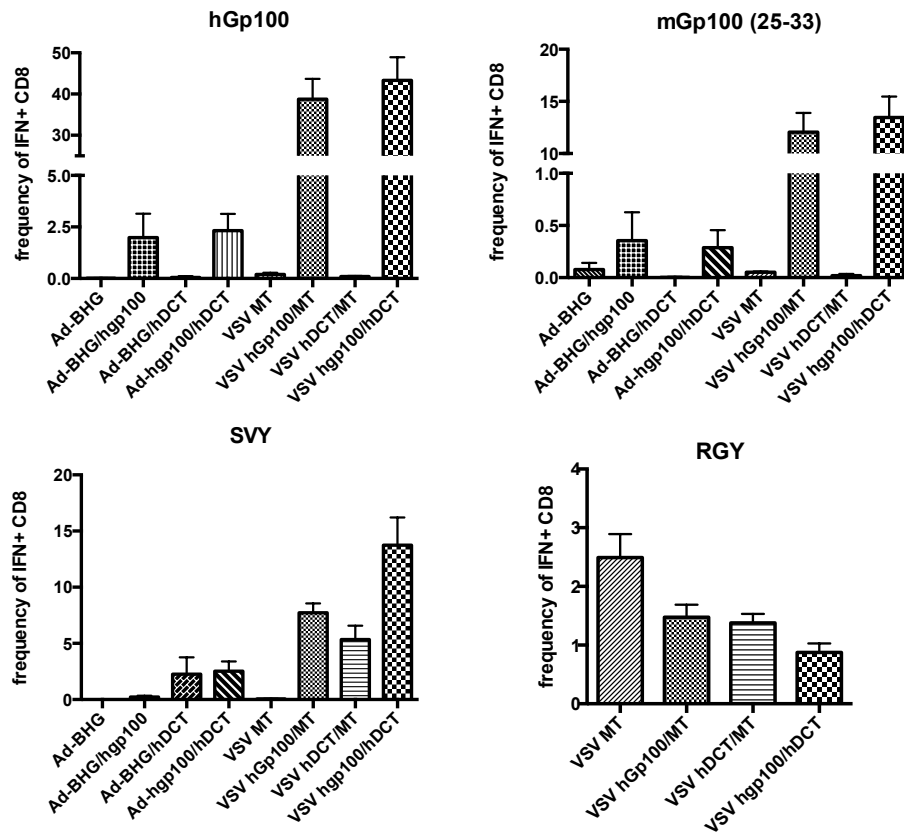 hGp100
frequency of IFN+ CD8
50
40
30
5.0
2.5
0.0
Ad-BHG
Ad-BHG/hgp100
Ad-BHG/hDCT
Ad-hgp100/hDCT
VSV MT
VSV hGp100/MT
VSV hDCT/MT
VSV hgp100/hDCT
mGp100 (25-33)
frequency of IFN+ CD8
20
15
10
1.0
0.5
0.0
Ad-BHG
Ad-BHG/hgp100
Ad-BHG/hDCT
Ad-hgp100/hDCT
VSV MT
VSV hGp100/MT
VSV hDCT/MT
VSV hgp100/hDCT
SVY
frequency of IFN+ CD8
20
15
10
5
0
Ad-BHG
Ad-BHG/hgp100
Ad-BHG/hDCT
Ad-hgp100/hDCT
VSV MT
VSV hGp100/MT
VSV hDCT/MT
VSV hgp100/hDCT
RGY
frequency of IFN+ CD8
4
3
2
1
0
VSV MT
VSV hGp100/MT
VSV hDCT/MT
VSV hgp100/hDCT